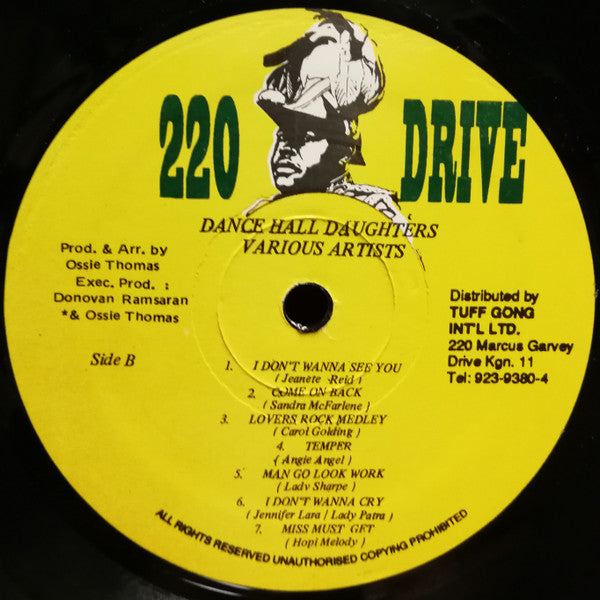 220 DRIVE
DANCE HALL DAUGHTERS
VARIOUS ARTISTS
Prod. & Arr. by
Ossie Thomas
Exec. Prod. :
Donovan Ramsaran
*& Ossie Thomas
Side B
Distributed by
TUFF GONG
INT'L LTD.
220 Marcus Garvey
Drive Kgn. 11
Tel: 923-9380-4
1. I DON'T WANNA SEE YOU
( Jeanete Reid )
2. COME ON BACK
( Sandra McFarlene )
3. LOVERS ROCK MEDLEY
( Carol Golding )
4. TEMPER
( Angie Angel )
5. MAN GO LOOK WORK
( Lady Sharpe )
6. I DON'T WANNA CRY
( Jennifer Lara / Lady Patra )
7. MISS MUST GET
( Hopi Melody )
ALL RIGHTS RESERVED UNAUTHORISED COPYING PROHIBITED